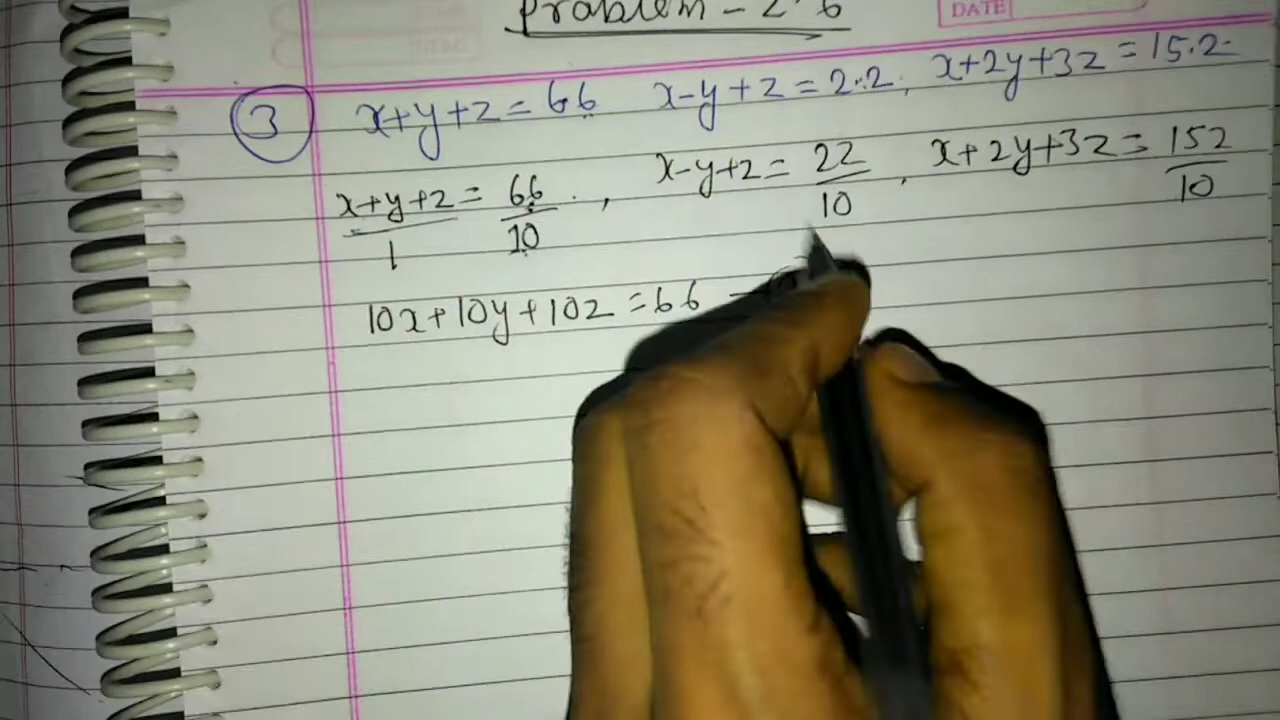 Problem - 2.6
DATE
3 x+y+z=6.6 x-y+z=2.2, x+2y+3z=15.2
x+y+z/1 = 66/10, x-y+z = 22/10, x+2y+3z = 152/10
10x+10y+10z=66